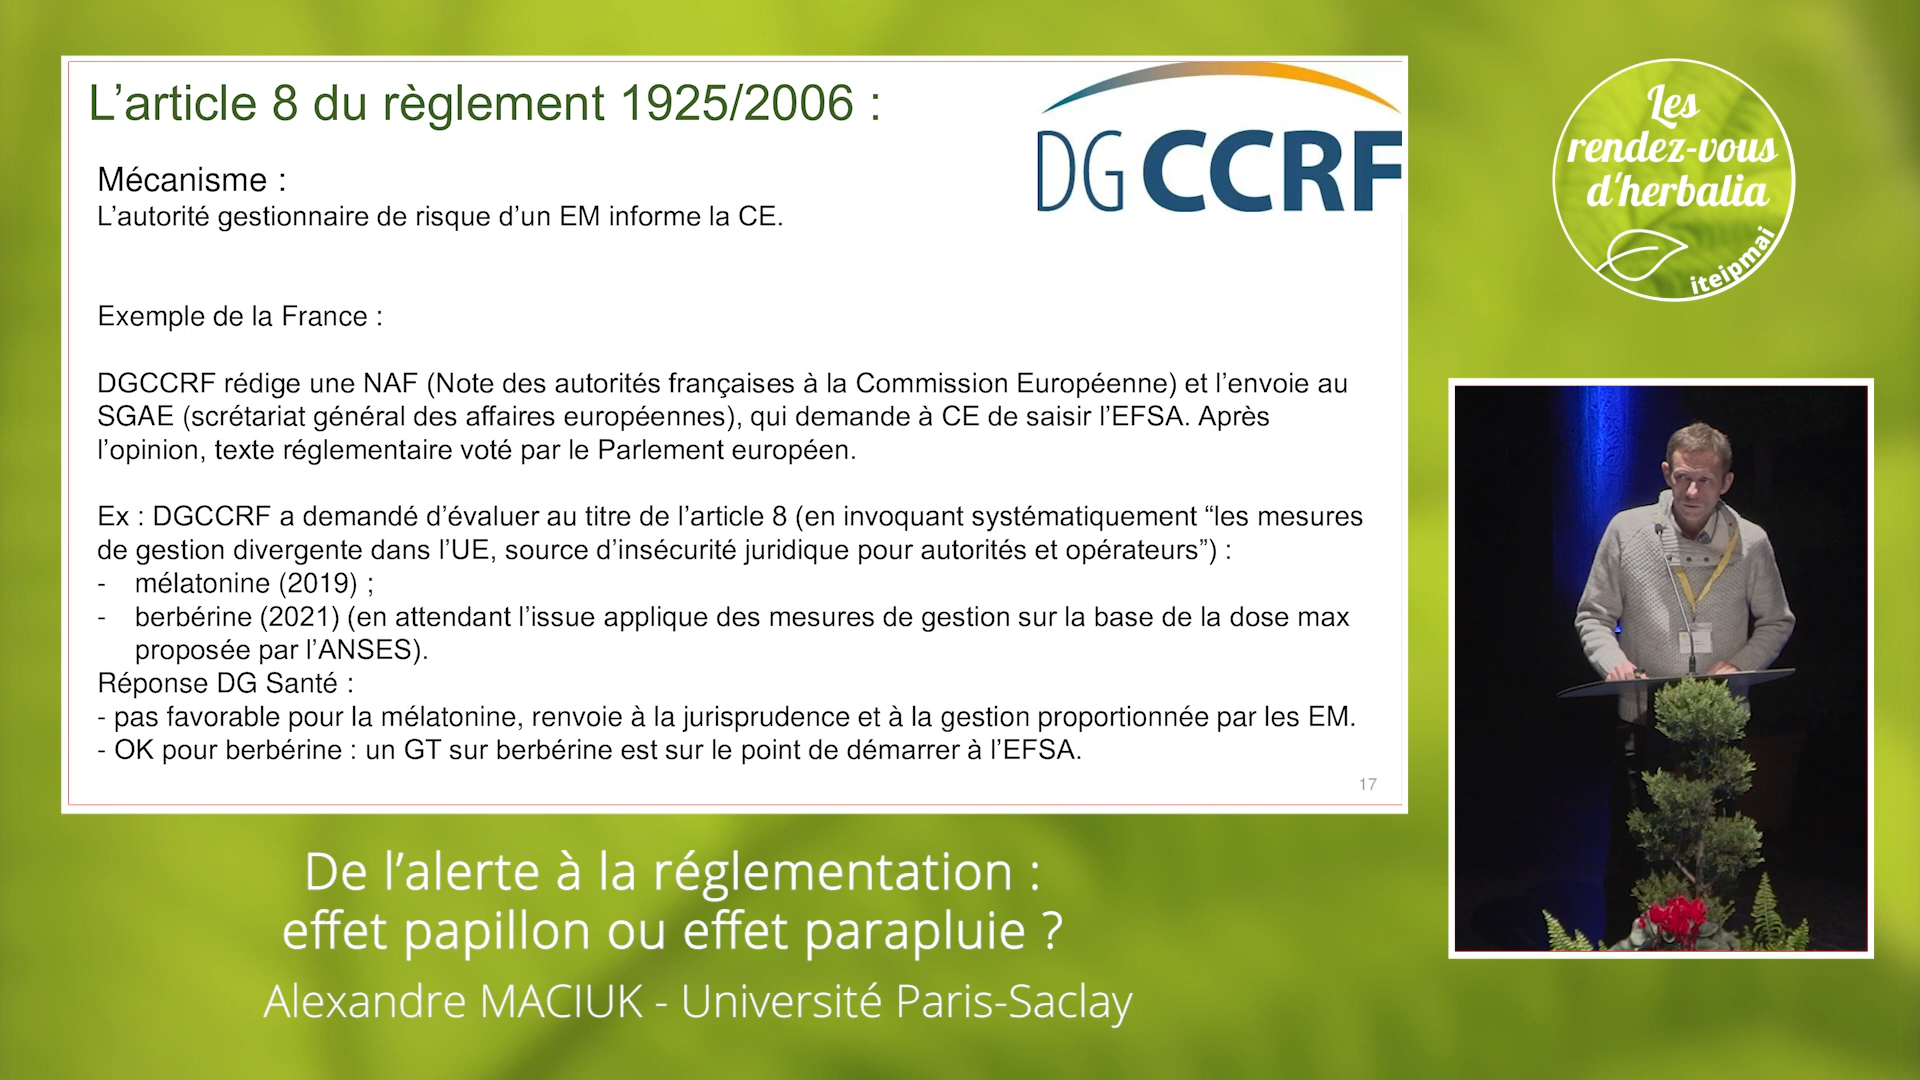 L’article 8 du règlement 1925/2006 :
DGCCRF
Mécanisme :
L’autorité gestionnaire de risque d’un EM informe la CE.
Exemple de la France :
DGCCRF rédige une NAF (Note des autorités françaises à la Commission Européenne) et l’envoie au
SGAE (scrétariat général des affaires européennes), qui demande à CE de saisir l’EFSA. Après
l’opinion, texte réglementaire voté par le Parlement européen.
Ex : DGCCRF a demandé d’évaluer au titre de l’article 8 (en invoquant systématiquement “les mesures
de gestion divergente dans l’UE, source d’insécurité juridique pour autorités et opérateurs”) :
- mélatonine (2019) ;
- berbérine (2021) (en attendant l’issue applique des mesures de gestion sur la base de la dose max
proposée par l’ANSES).
Réponse DG Santé :
- pas favorable pour la mélatonine, renvoie à la jurisprudence et à la gestion proportionnée par les EM.
- OK pour berbérine : un GT sur berbérine est sur le point de démarrer à l’EFSA.
17
Les
rendez-vous
d'herbalia
iteipmai
De l’alerte à la réglementation :
effet papillon ou effet parapluie ?
Alexandre MACIUK - Université Paris-Saclay